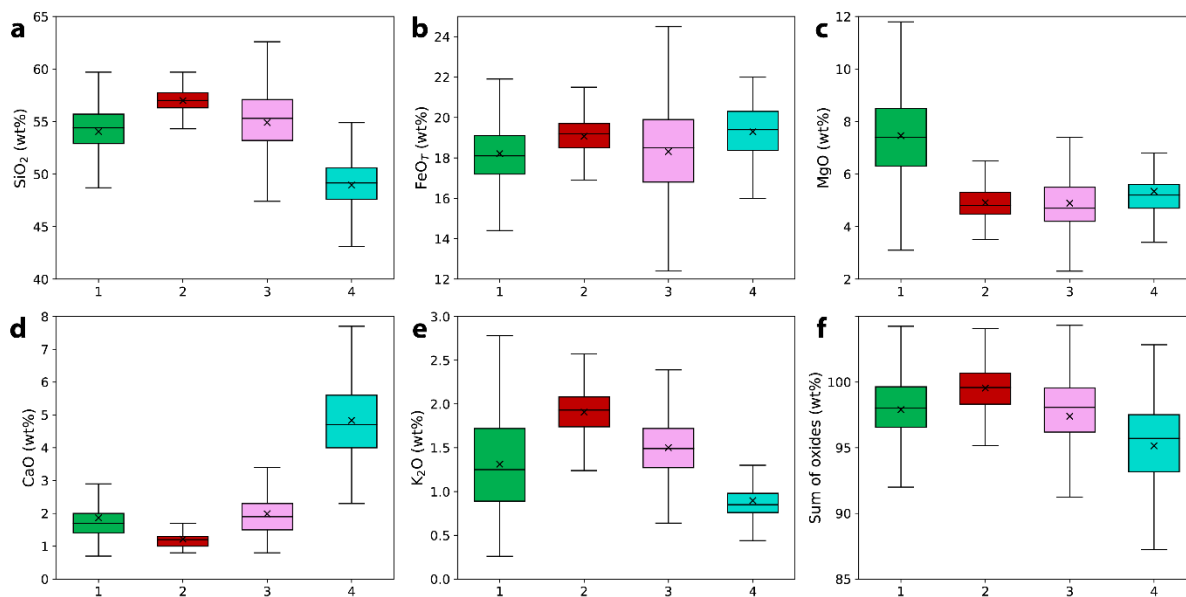 a
SiO₂ (wt%)
65
60
55
50
45
40
1 2 3 4
b
FeO_T (wt%)
24
22
20
18
16
14
12
1 2 3 4
c
MgO (wt%)
12
10
8
6
4
2
1 2 3 4
d
CaO (wt%)
8
7
6
5
4
3
2
1
0
1 2 3 4
e
K₂O (wt%)
3.0
2.5
2.0
1.5
1.0
0.5
0.0
1 2 3 4
f
Sum of oxides (wt%)
100
95
90
85
1 2 3 4